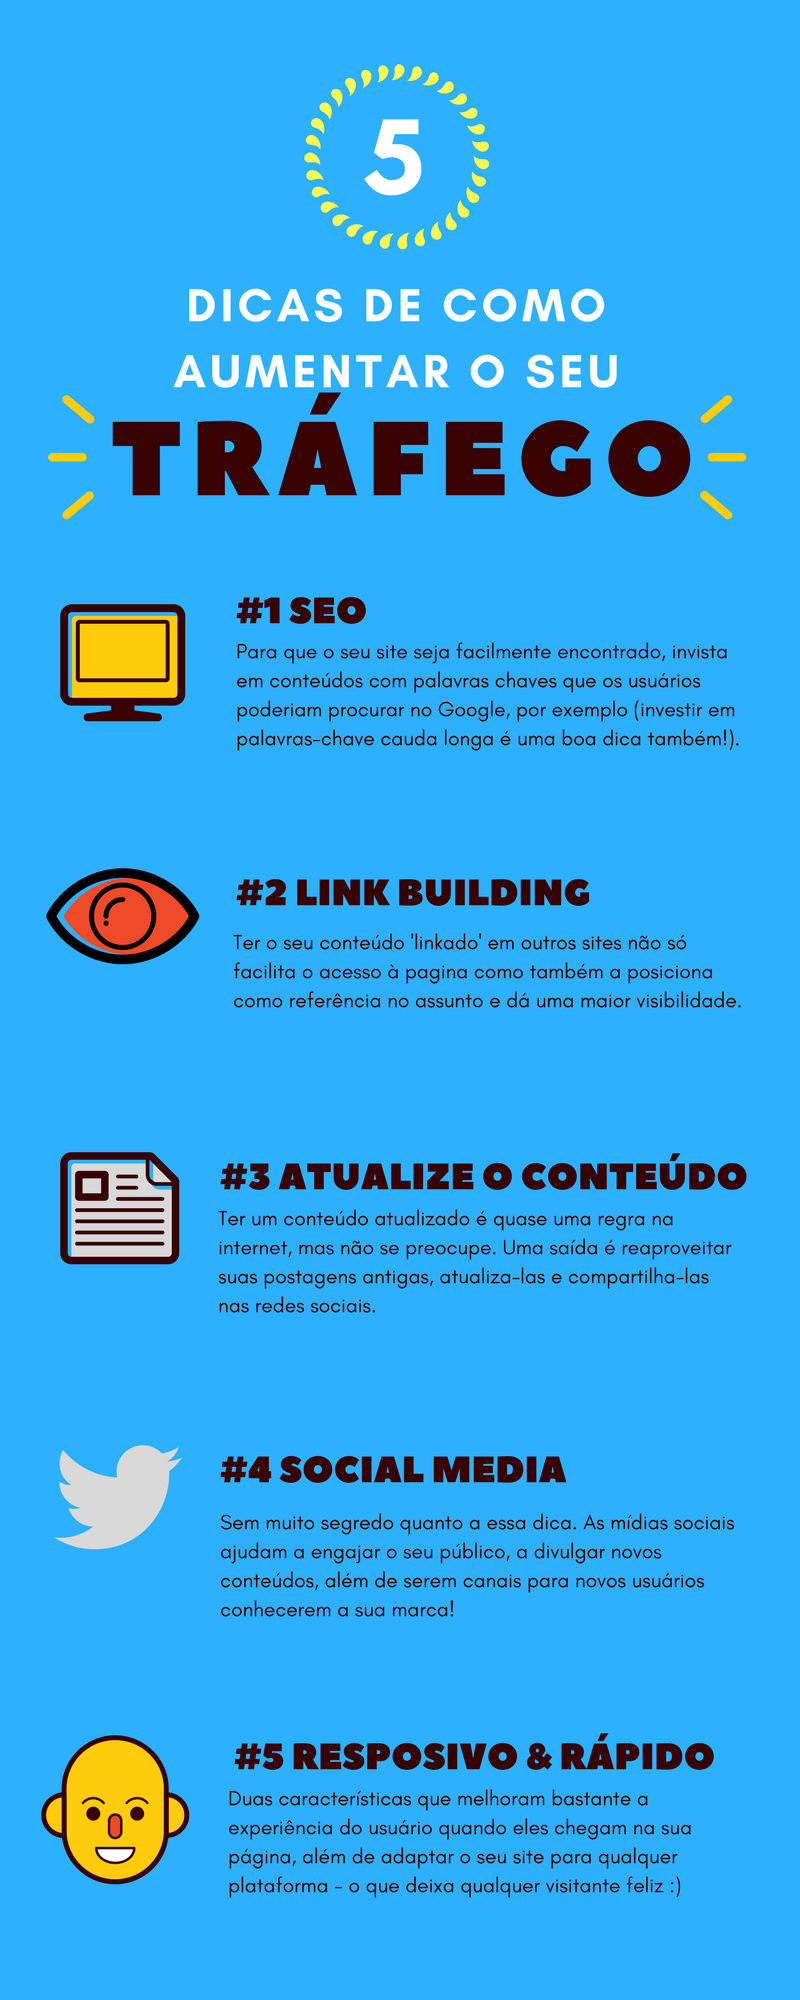 5
DICAS DE COMO
AUMENTAR O SEU
TRÁFEGO
#1 SEO
Para que o seu site seja facilmente encontrado, invista
em conteúdos com palavras chaves que os usuários
poderiam procurar no Google, por exemplo (investir em
palavras-chave cauda longa é uma boa dica também!).
#2 LINK BUILDING
Ter o seu conteúdo 'linkado' em outros sites não só
facilita o acesso à pagina como também a posiciona
como referência no assunto e dá uma maior visibilidade.
#3 ATUALIZE O CONTEÚDO
Ter um conteúdo atualizado é quase uma regra na
internet, mas não se preocupe. Uma saída é reaproveitar
suas postagens antigas, atualiza-las e compartilha-las
nas redes sociais.
#4 SOCIAL MEDIA
Sem muito segredo quanto a essa dica. As mídias sociais
ajudam a engajar o seu público, a divulgar novos
conteúdos, além de serem canais para novos usuários
conhecerem a sua marca!
#5 RESPOSIVO & RÁPIDO
Duas características que melhoram bastante a
experiência do usuário quando eles chegam na sua
página, além de adaptar o seu site para qualquer
plataforma - o que deixa qualquer visitante feliz :)